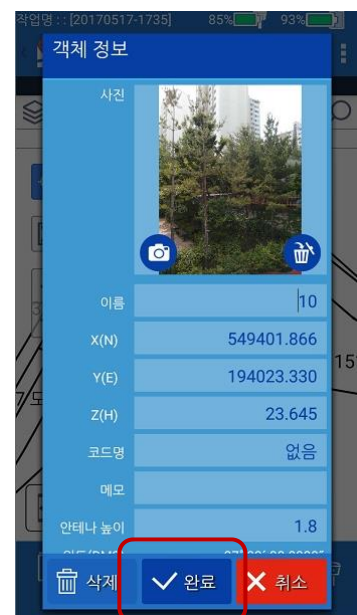 작업명 : : [20170517-1735] 85% 93%
객체 정보
사진
이름 10
X(N) 549401.866
Y(E) 194023.330
Z(H) 23.645
코드명 없음
메모
안테나 높이 1.8
삭제 완료 취소